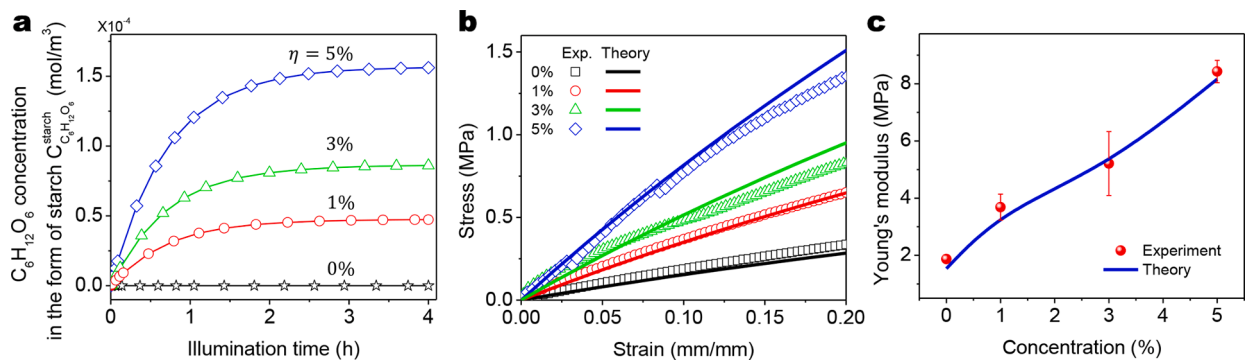 a
X10⁻⁴
C₆H₁₂O₆ concentration
in the form of starch C^starch_C₆H₁₂O₆ (mol/m³)
1.5
1.0
0.5
0.0
η = 5%
3%
1%
0%
0 1 2 3 4
Illumination time (h)
b
Stress (MPa)
1.5
1.0
0.5
0.0
Exp. Theory
0%
1%
3%
5%
0.00 0.05 0.10 0.15 0.20
Strain (mm/mm)
c
Young's modulus (MPa)
8
6
4
2
Experiment
Theory
0 1 2 3 4 5
Concentration (%)